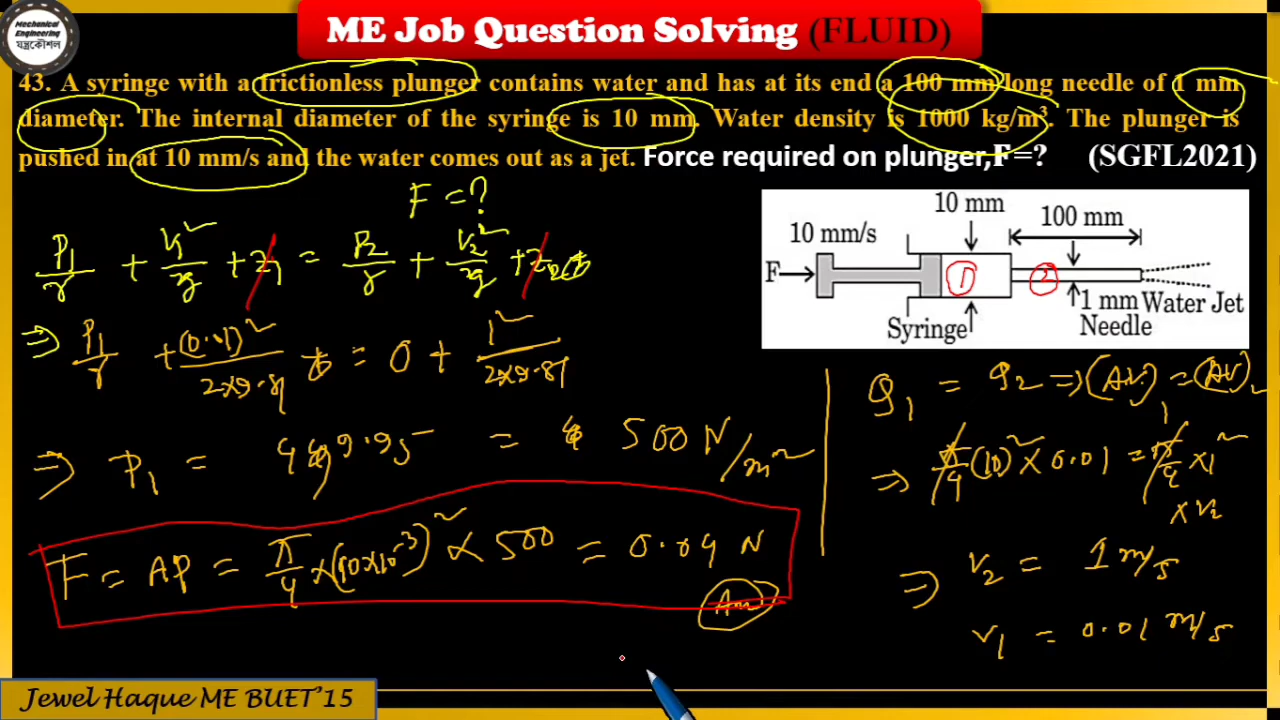 Mechanical
Engineering
যন্ত্রকৌশল
ME Job Question Solving (FLUID)
43. A syringe with a frictionless plunger contains water and has at its end a 100 mm long needle of 1 mm
diameter. The internal diameter of the syringe is 10 mm. Water density is 1000 kg/m³. The plunger is
pushed in at 10 mm/s and the water comes out as a jet. Force required on plunger,F=? (SGFL2021)
F = ?
P₁/γ + V₁²/2g + Z₁ = P₂/γ + V₂²/2g + Z₂
⇒ P₁/γ + (0.01)²/2×9.81 = 0 + 1²/2×9.81
⇒ P₁ = 499.95 = 500 N/m²
F = AP = π/4 × (10×10⁻³)² × 500 = 0.04 N
Ans
10 mm
100 mm
10 mm/s
F
1
2
1 mm Water Jet
Syringe
Needle
Q₁ = Q₂ ⇒ (AV)₁ = (AV)₂
⇒ π/4 (10)² × 0.01 = π/4 × 1²
× V₂
⇒ V₂ = 1 m/s
V₁ = 0.01 m/s
Jewel Haque ME BUET'15